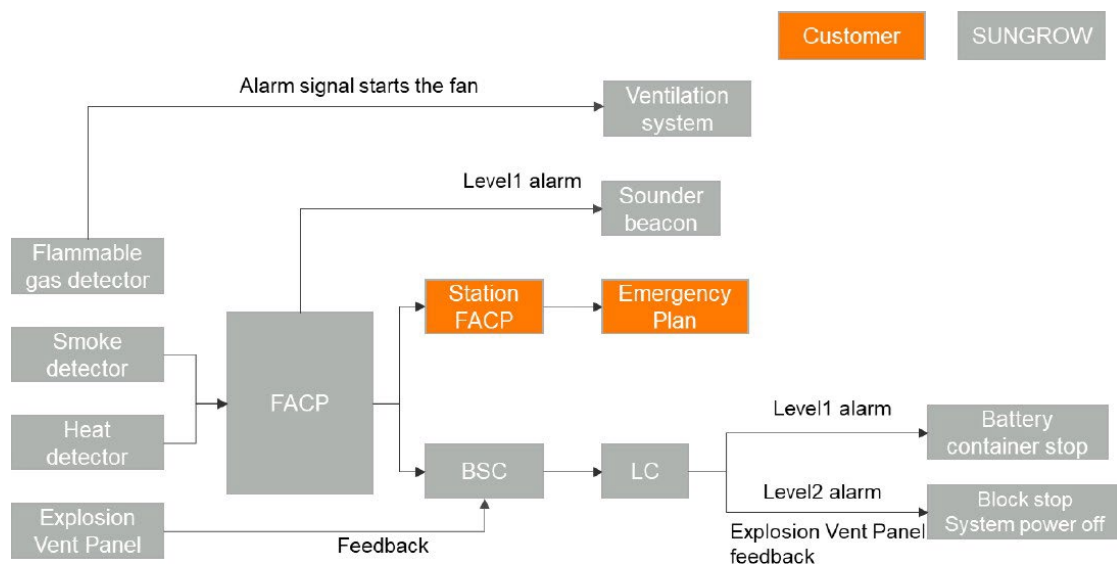 Customer
SUNGROW
Alarm signal starts the fan
Ventilation
system
Level1 alarm
Sounder
beacon
Flammable
gas detector
Station
FACP
Emergency
Plan
Smoke
detector
FACP
Heat
detector
Level1 alarm
Battery
container stop
BSC
LC
Level2 alarm
Block stop
System power off
Explosion
Vent Panel
Feedback
Explosion Vent Panel
feedback